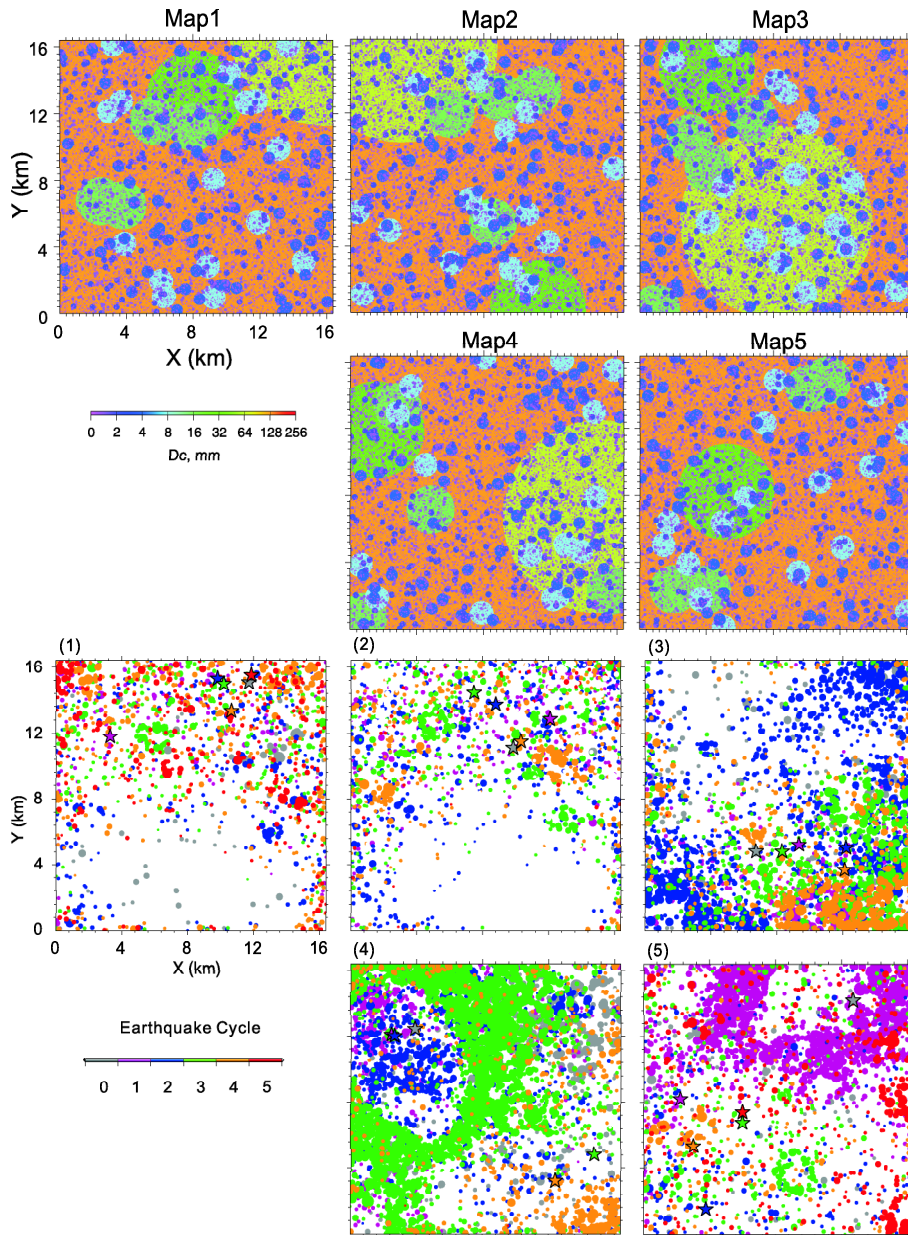 Map1 Map2 Map3
16
12
8
4
0
Y (km)
0 4 8 12 16
X (km)
Map4 Map5
0 2 4 8 16 32 64 128 256
Dc, mm
(1) (2) (3)
16
12
8
4
0
Y (km)
0 4 8 12 16
X (km)
(4) (5)
Earthquake Cycle
0 1 2 3 4 5